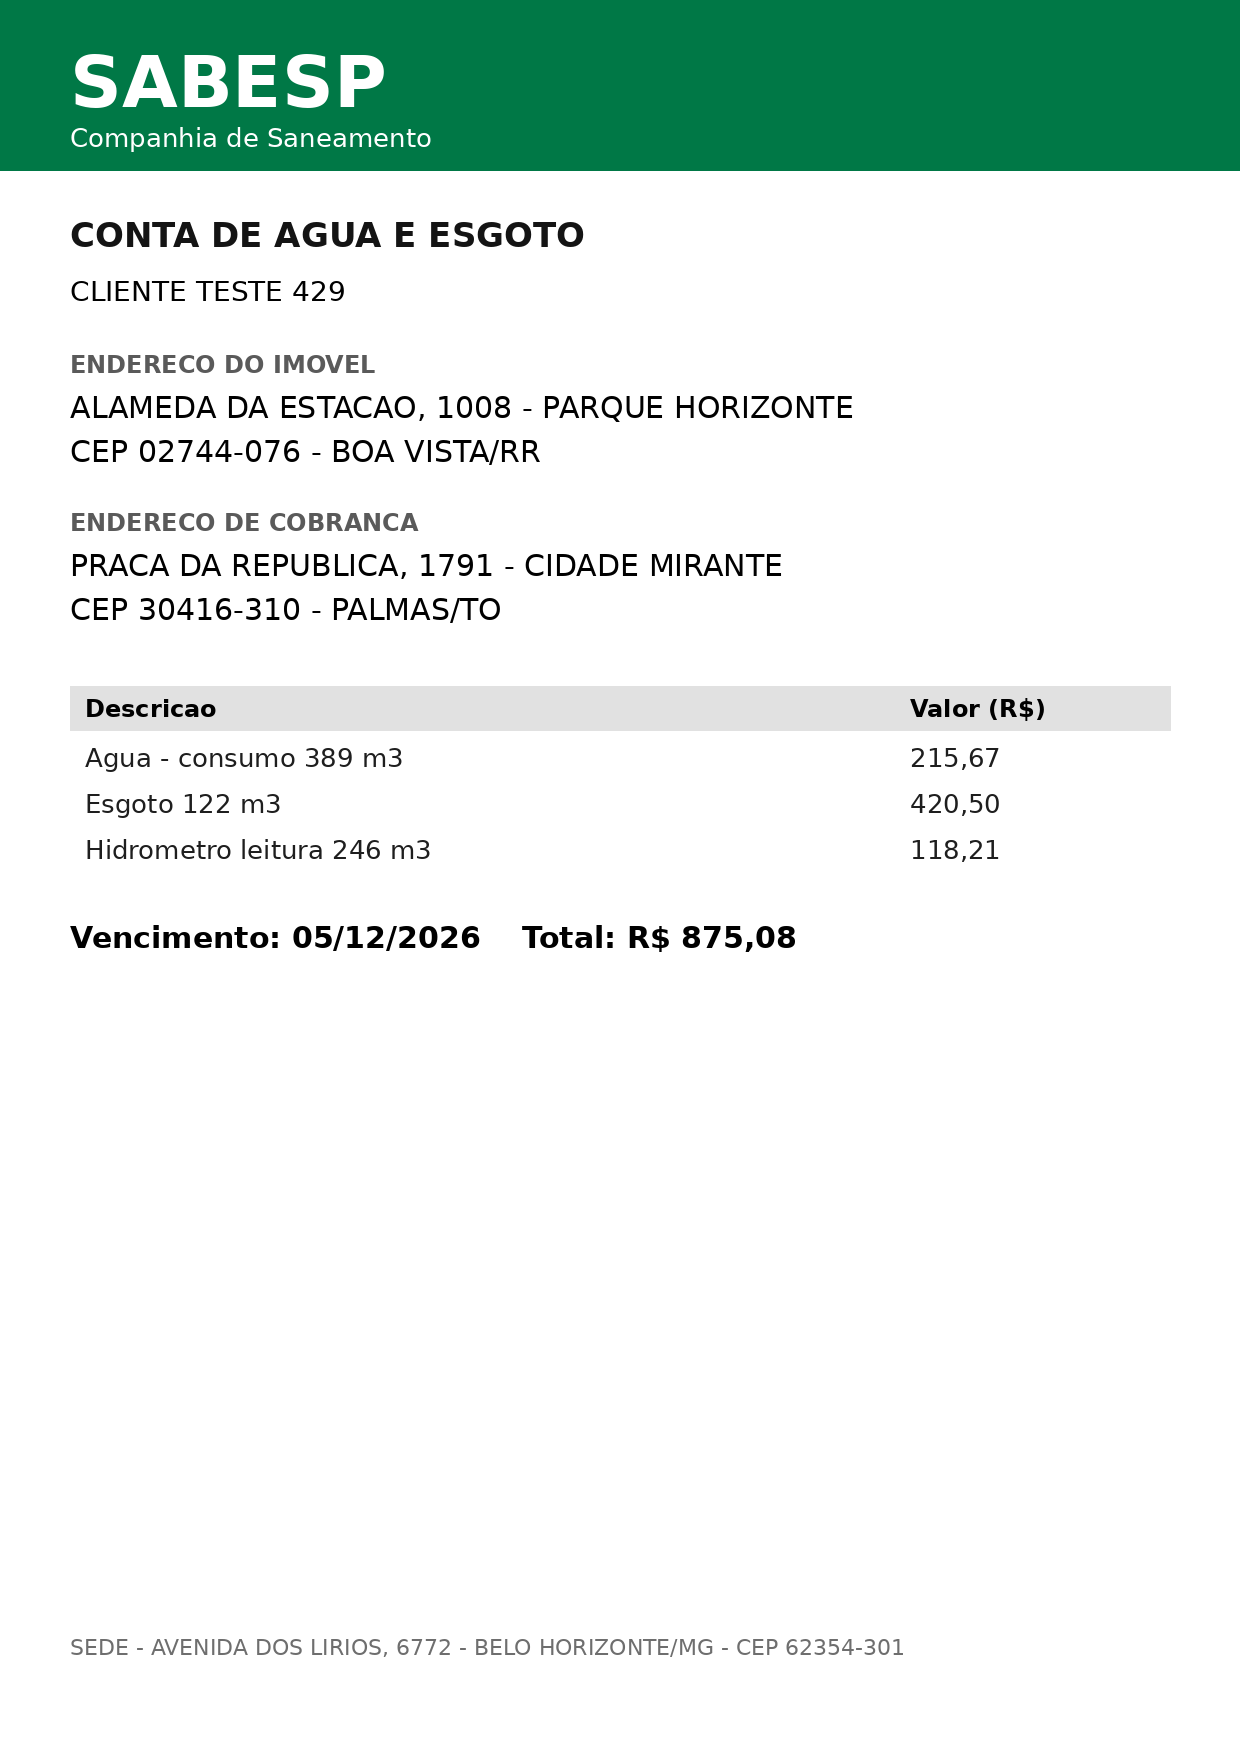 SABESP
Companhia de Saneamento
CONTA DE AGUA E ESGOTO
CLIENTE TESTE 429
ENDERECO DO IMOVEL
ALAMEDA DA ESTACAO, 1008 - PARQUE HORIZONTE
CEP 02744-076 - BOA VISTA/RR
ENDERECO DE COBRANCA
PRACA DA REPUBLICA, 1791 - CIDADE MIRANTE
CEP 30416-310 - PALMAS/TO
Descricao Valor (R$)
Agua - consumo 389 m3 215,67
Esgoto 122 m3 420,50
Hidrometro leitura 246 m3 118,21
Vencimento: 05/12/2026 Total: R$ 875,08
SEDE - AVENIDA DOS LIRIOS, 6772 - BELO HORIZONTE/MG - CEP 62354-301